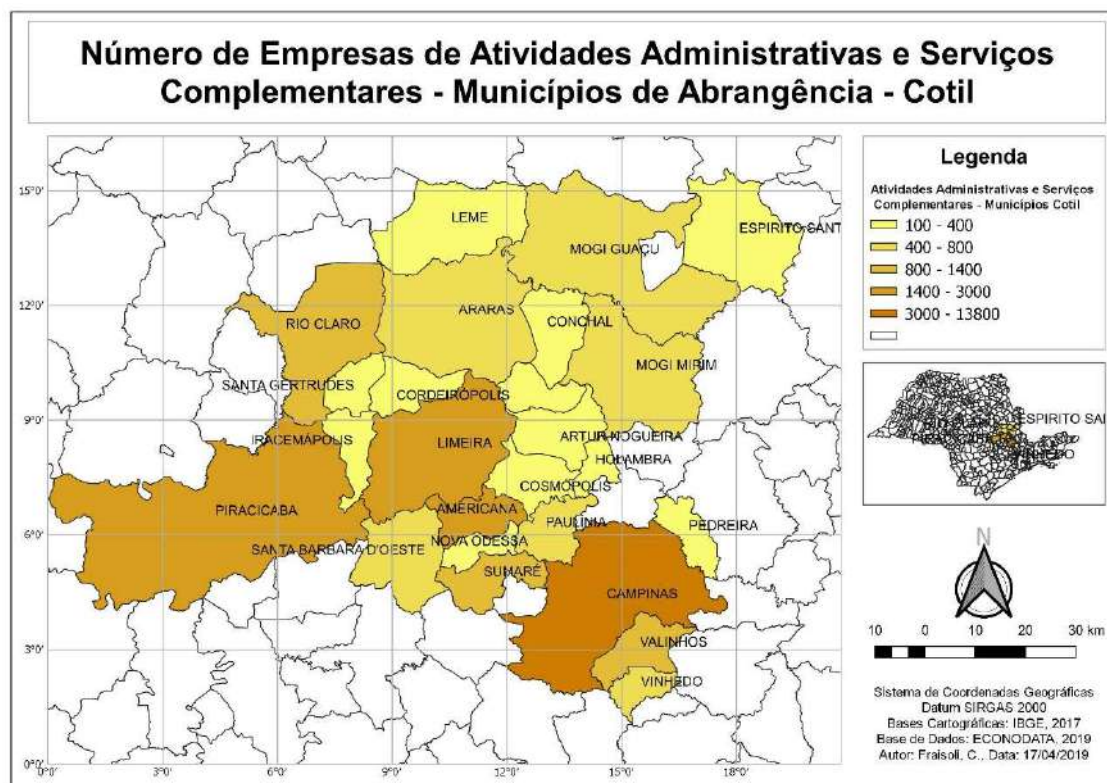 Número de Empresas de Atividades Administrativas e Serviços
Complementares - Municípios de Abrangência - Cotil
15°0'
12°0'
9°0'
6°0'
3°0'
0°0'
0°0'
3°0'
6°0'
9°0'
12°0'
15°0'
18°0'
LEME
ESPIRITO SANT
MOGI GUAÇU
ARARAS
RIO CLARO
CONCHAL
MOGI MIRIM
SANTA GERTRUDES
CORDEIRÓPOLIS
IRACEMÁPOLIS
LIMEIRA
ARTUR NOGUEIRA
HOLAMBRA
COSMÓPOLIS
PIRACICABA
AMERICANA
PAULÍNIA
PEDREIRA
NOVA ODESSA
SANTA BARBARA D'OESTE
SUMARÉ
CAMPINAS
VALINHOS
VINHEDO
Legenda
Atividades Administrativas e Serviços
Complementares - Municípios Cotil
100 - 400
400 - 800
800 - 1400
1400 - 3000
3000 - 13800
ESPIRITO SAI
VINHEDO
N
10 0 10 20 30 km
Sistema de Coordenadas Geográficas
Datum SIRGAS 2000
Bases Cartográficas: IBGE, 2017
Base de Dados: ECONODATA, 2019
Autor: Fraisoli, C., Data: 17/04/2019